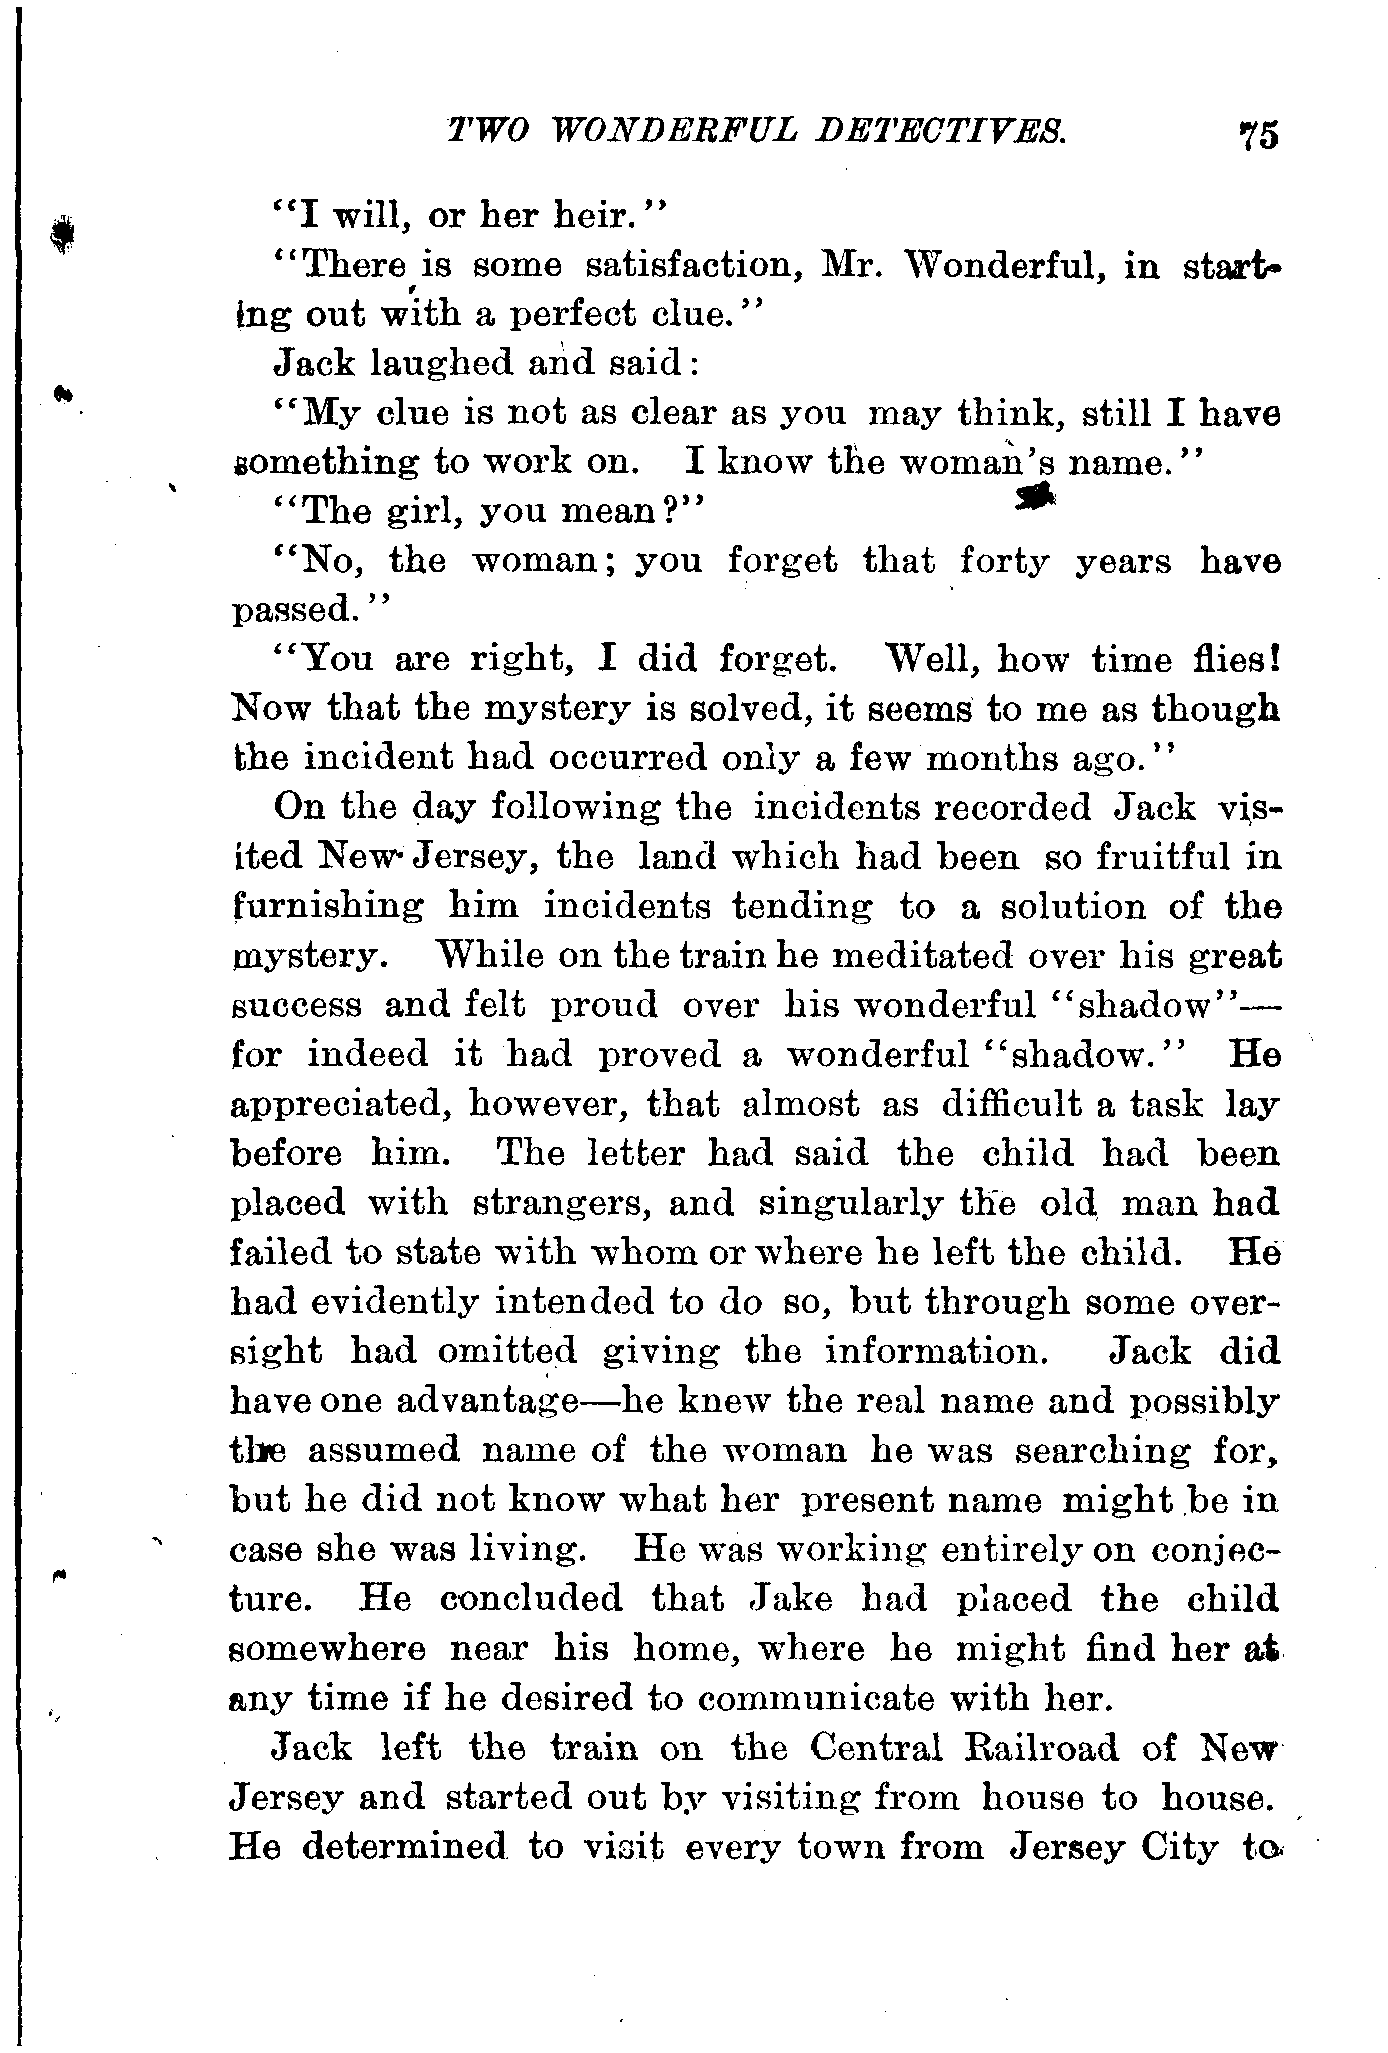 TWO WONDERFUL DETECTIVES. 75
"I will, or her heir."
"There is some satisfaction, Mr. Wonderful, in start-
ing out with a perfect clue."
Jack laughed and said:
"My clue is not as clear as you may think, still I have
something to work on. I know the woman's name."
"The girl, you mean?"
"No, the woman; you forget that forty years have
passed."
"You are right, I did forget. Well, how time flies!
Now that the mystery is solved, it seems to me as though
the incident had occurred only a few months ago."
On the day following the incidents recorded Jack vis-
ited New Jersey, the land which had been so fruitful in
furnishing him incidents tending to a solution of the
mystery. While on the train he meditated over his great
success and felt proud over his wonderful "shadow"—
for indeed it had proved a wonderful "shadow." He
appreciated, however, that almost as difficult a task lay
before him. The letter had said the child had been
placed with strangers, and singularly the old man had
failed to state with whom or where he left the child. He
had evidently intended to do so, but through some over-
sight had omitted giving the information. Jack did
have one advantage—he knew the real name and possibly
the assumed name of the woman he was searching for,
but he did not know what her present name might be in
case she was living. He was working entirely on conjec-
ture. He concluded that Jake had placed the child
somewhere near his home, where he might find her at
any time if he desired to communicate with her.
Jack left the train on the Central Railroad of New
Jersey and started out by visiting from house to house.
He determined to visit every town from Jersey City to